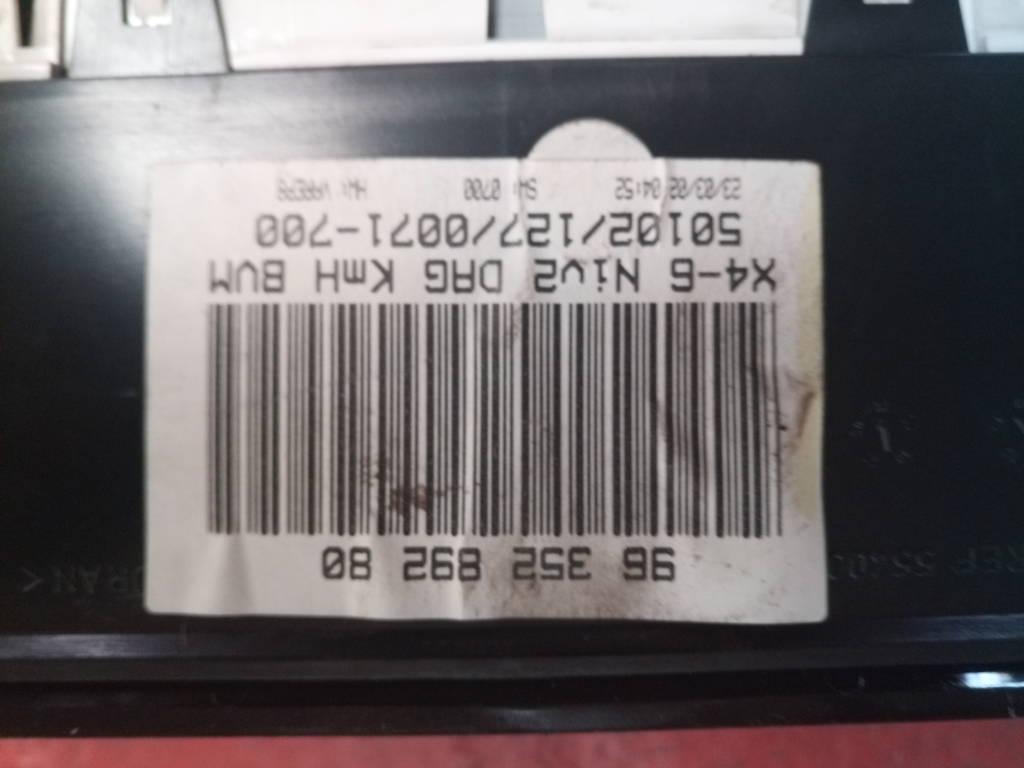 96 352 892 80
X4-6 Niv2 DAG KmH BVM
50102/127/0071-700
23/03/02 04:52 SW: 0700 HW: